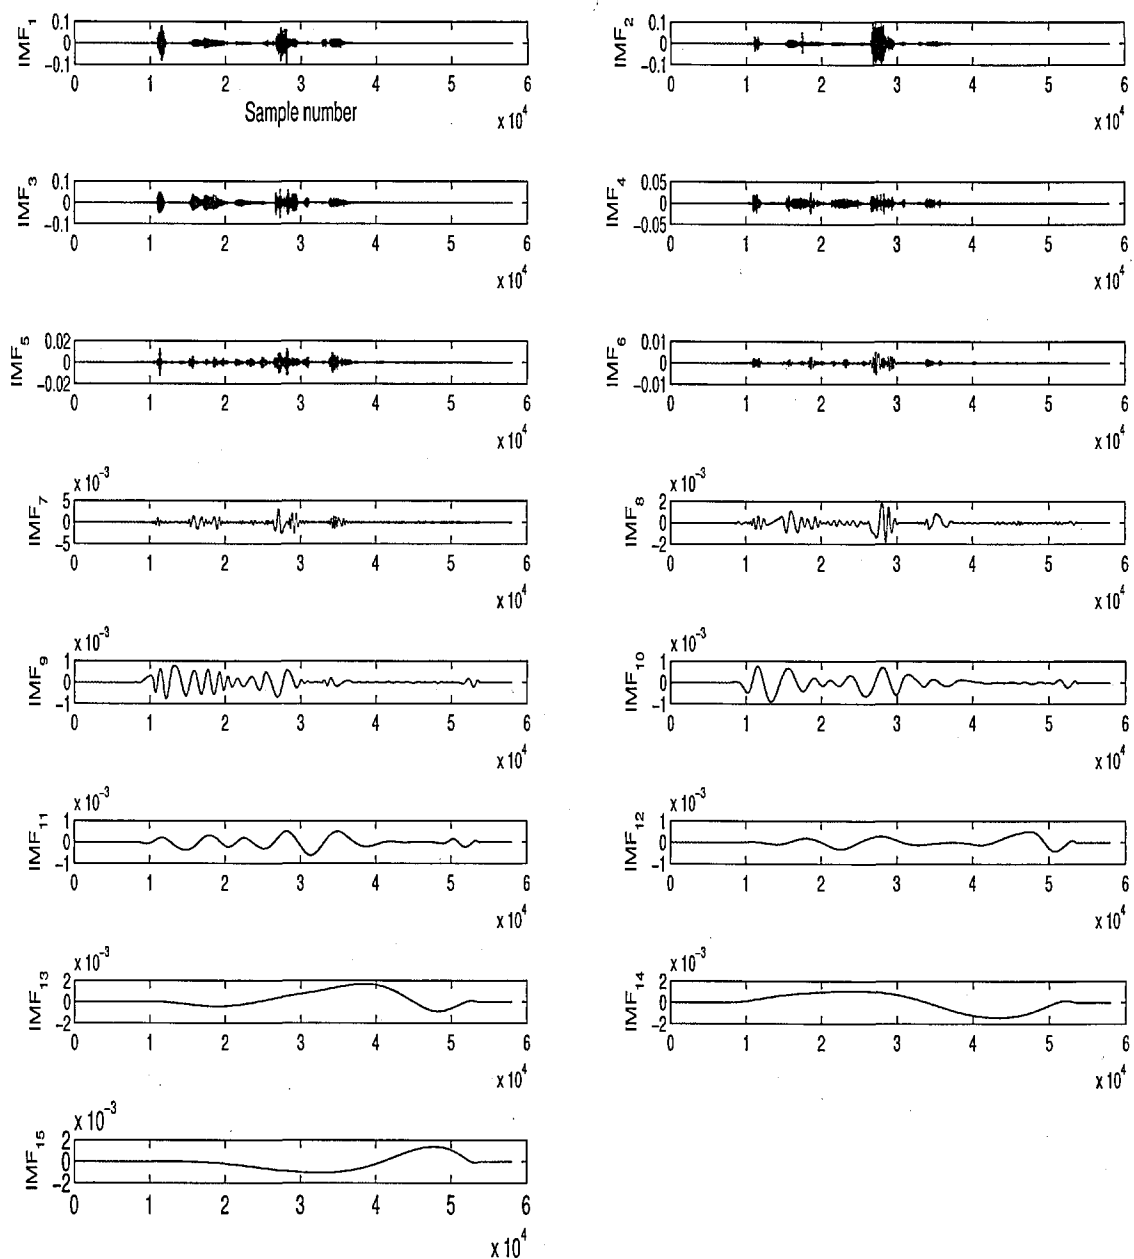 IMF1
0.1
0
−0.1
0 1 2 3 4 5 6
Sample number
x 10^4
IMF2
0.1
0
−0.1
0 1 2 3 4 5 6
x 10^4
IMF3
0.1
0
−0.1
0 1 2 3 4 5 6
x 10^4
IMF4
0.05
0
−0.05
0 1 2 3 4 5 6
x 10^4
IMF5
0.02
0
−0.02
0 1 2 3 4 5 6
x 10^4
IMF6
0.01
0
−0.01
0 1 2 3 4 5 6
x 10^4
x 10^−3
IMF7
5
0
−5
0 1 2 3 4 5 6
x 10^4
x 10^−3
IMF8
2
0
−2
0 1 2 3 4 5 6
x 10^4
x 10^−3
IMF9
1
0
−1
0 1 2 3 4 5 6
x 10^4
x 10^−3
IMF10
1
0
−1
0 1 2 3 4 5 6
x 10^4
x 10^−3
IMF11
1
0
−1
0 1 2 3 4 5 6
x 10^4
x 10^−3
IMF12
1
0
−1
0 1 2 3 4 5 6
x 10^4
x 10^−3
IMF13
2
0
−2
0 1 2 3 4 5 6
x 10^4
x 10^−3
IMF14
2
0
−2
0 1 2 3 4 5 6
x 10^4
x 10^−3
IMF15
2
0
−2
0 1 2 3 4 5 6
x 10^4